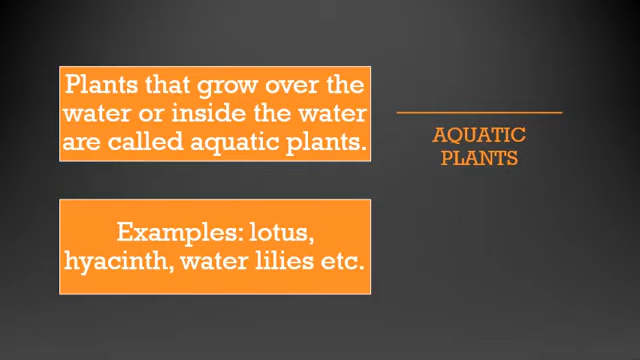 Plants that grow over the
water or inside the water
are called aquatic plants.
Examples: lotus,
hyacinth, water lilies etc.
AQUATIC
PLANTS